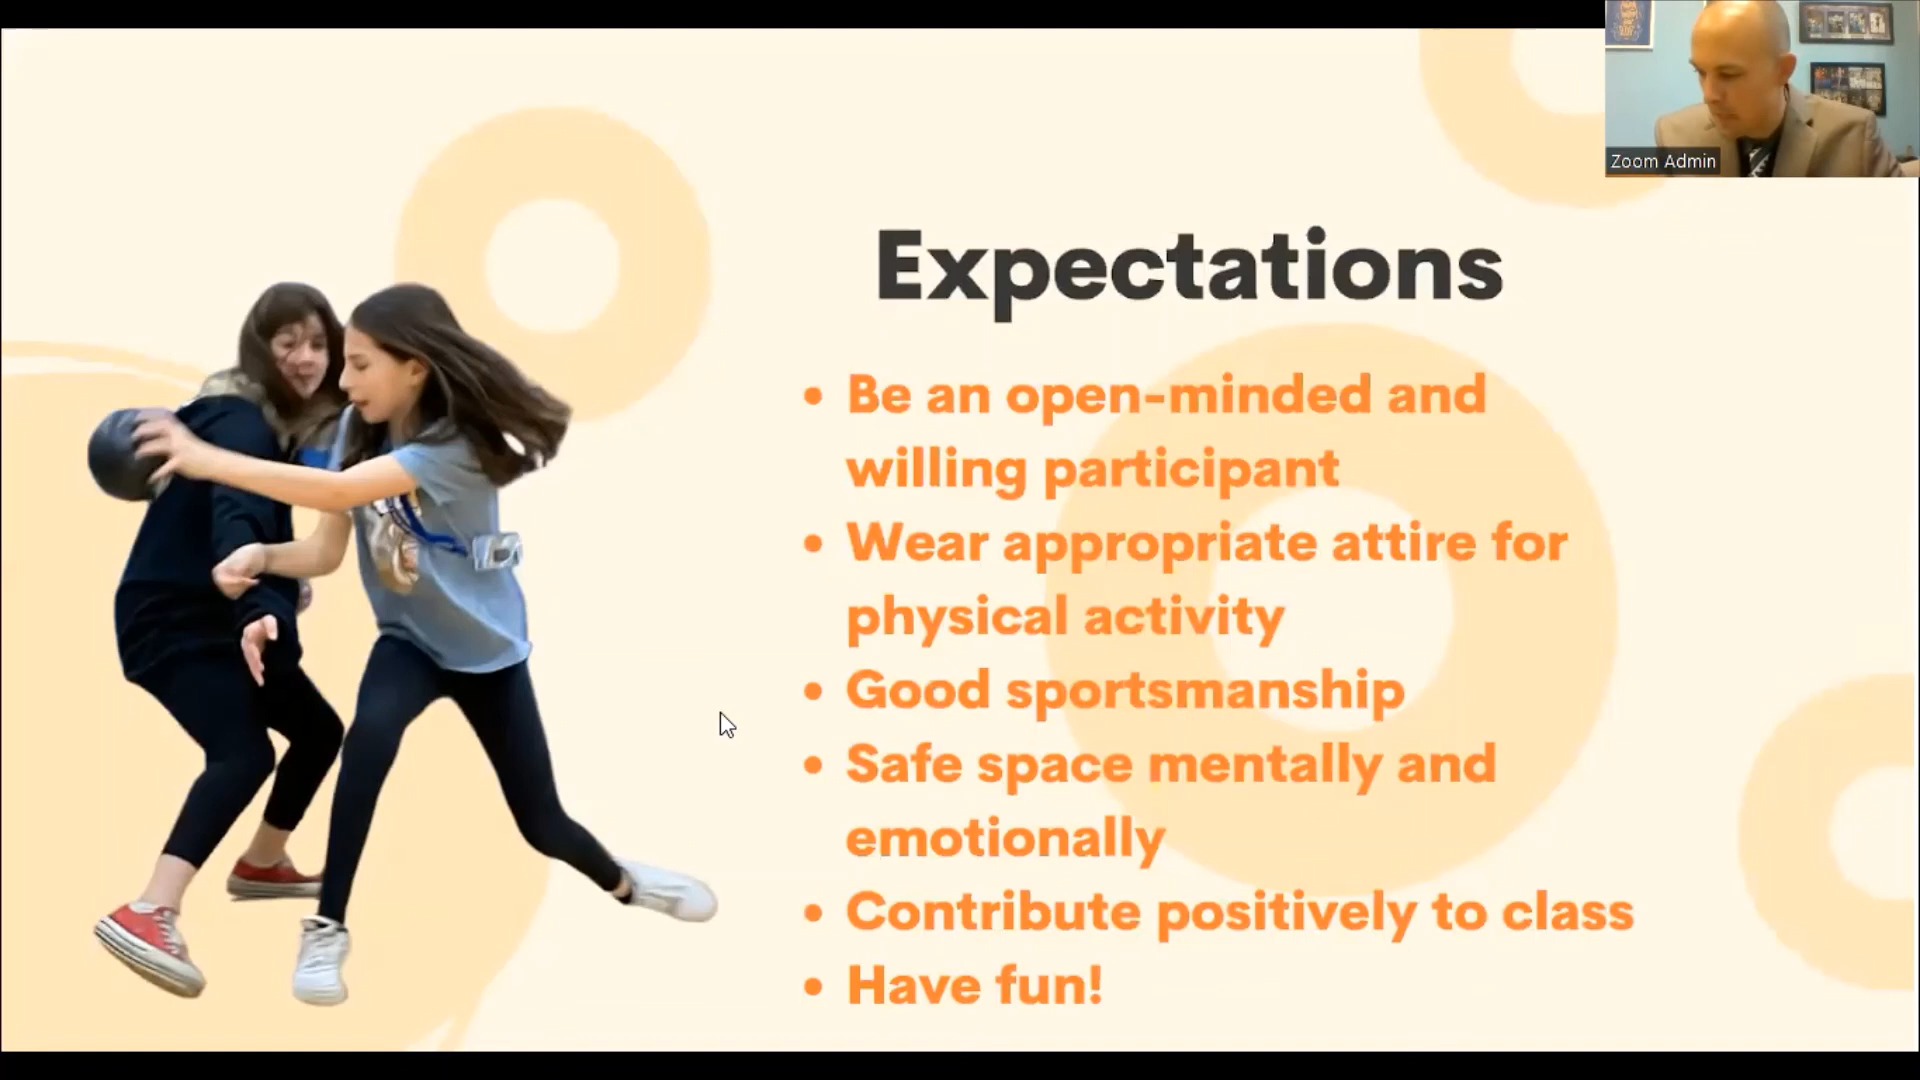 Zoom Admin
Expectations
• Be an open-minded and
willing participant
• Wear appropriate attire for
physical activity
• Good sportsmanship
• Safe space mentally and
emotionally
• Contribute positively to class
• Have fun!